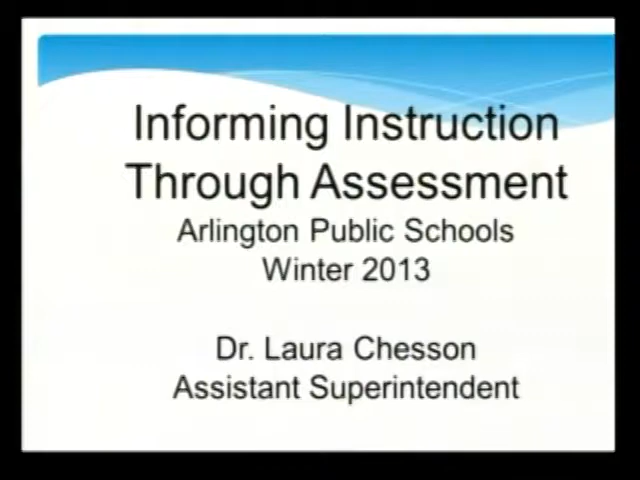 Informing Instruction
Through Assessment
Arlington Public Schools
Winter 2013
Dr. Laura Chesson
Assistant Superintendent